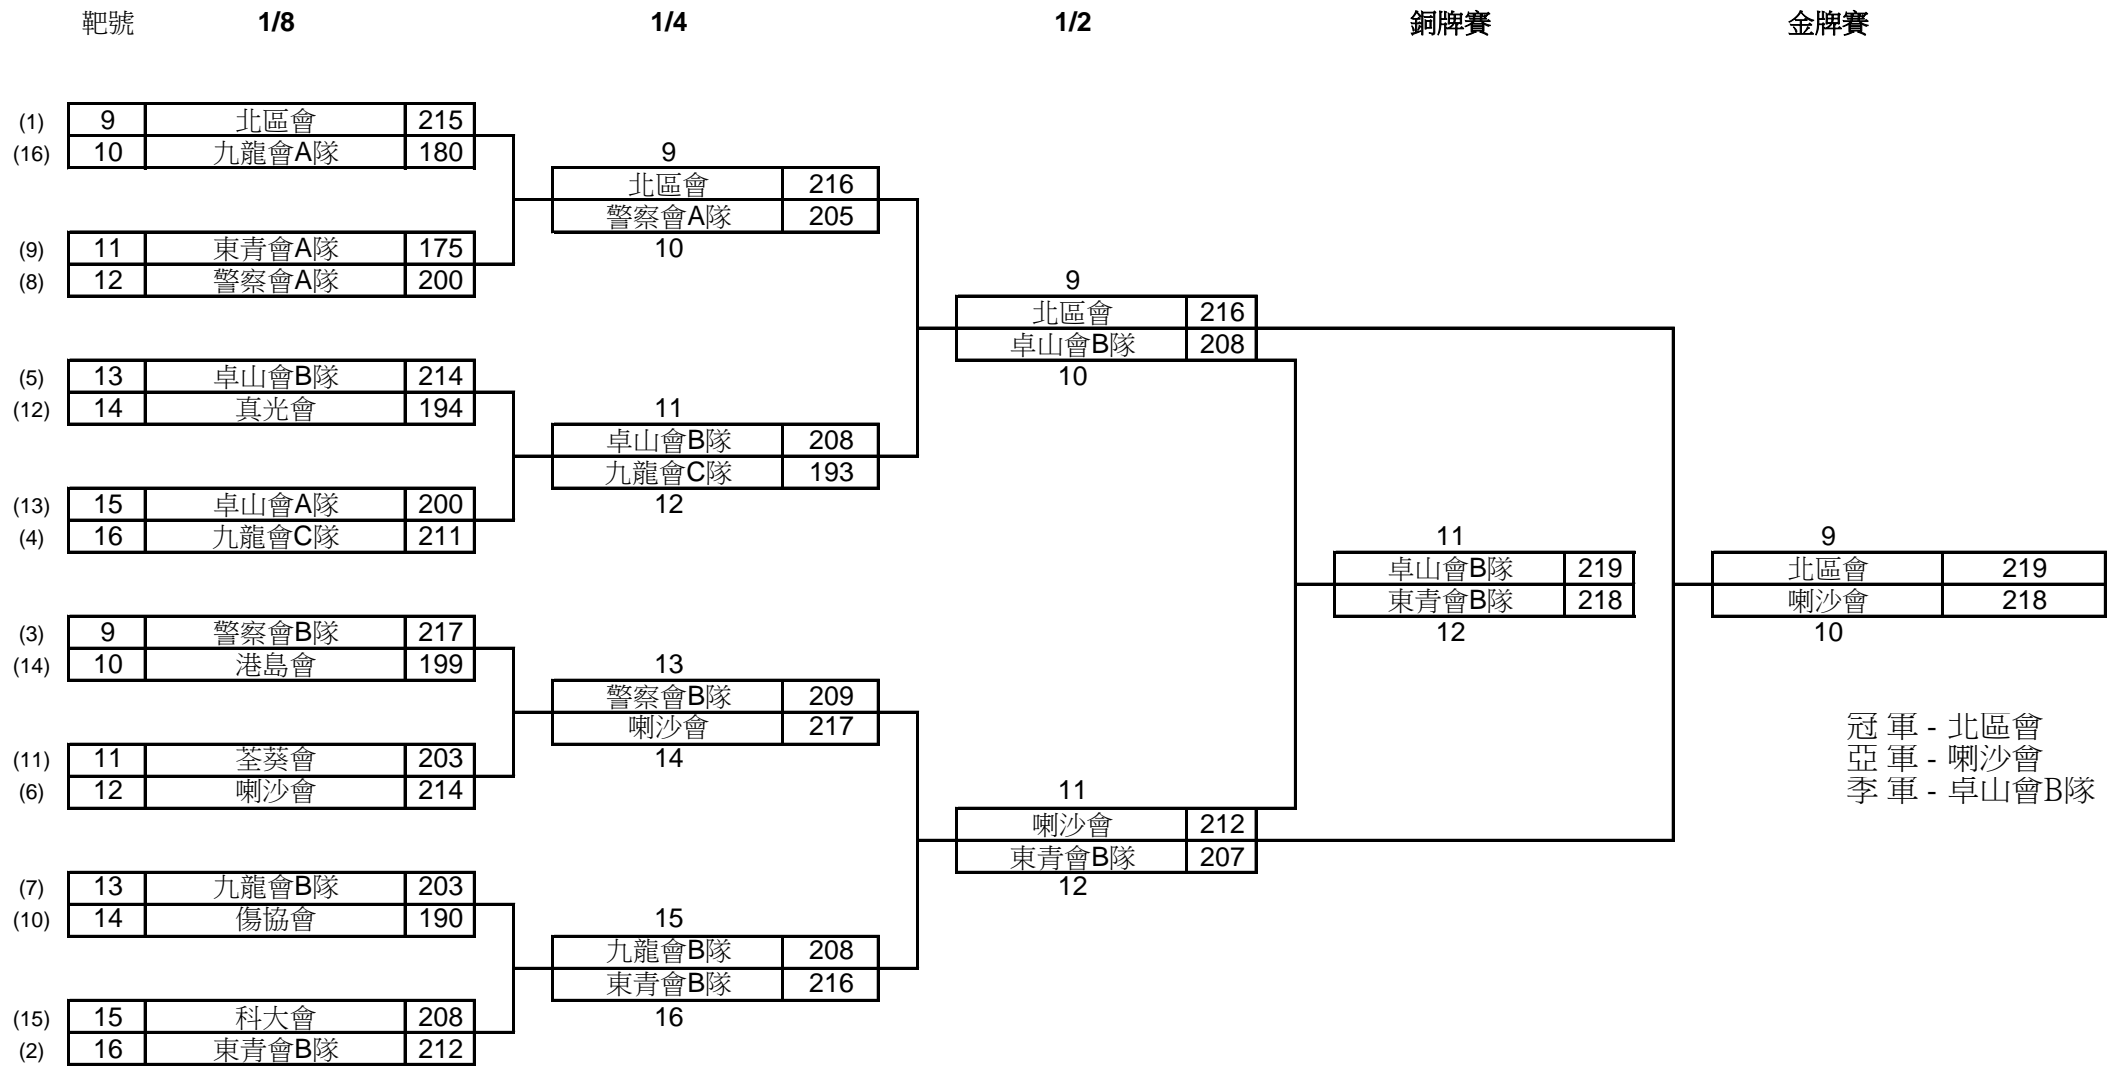 靶號 1/8 1/4 1/2 銅牌賽 金牌賽
(1) 9 北區會 215
(16) 10 九龍會A隊 180
9
北區會 216
警察會A隊 205
10
(9) 11 東青會A隊 175
(8) 12 警察會A隊 200
9
北區會 216
卓山會B隊 208
10
(5) 13 卓山會B隊 214
(12) 14 真光會 194
11
卓山會B隊 208
九龍會C隊 193
12
(13) 15 卓山會A隊 200
(4) 16 九龍會C隊 211
11
卓山會B隊 219
東青會B隊 218
12
9
北區會 219
喇沙會 218
10
(3) 9 警察會B隊 217
(14) 10 港島會 199
13
警察會B隊 209
喇沙會 217
14
(11) 11 荃葵會 203
(6) 12 喇沙會 214
冠 軍 - 北區會
亞 軍 - 喇沙會
季 軍 - 卓山會B隊
11
喇沙會 212
東青會B隊 207
12
(7) 13 九龍會B隊 203
(10) 14 傷協會 190
15
九龍會B隊 208
東青會B隊 216
16
(15) 15 科大會 208
(2) 16 東青會B隊 212